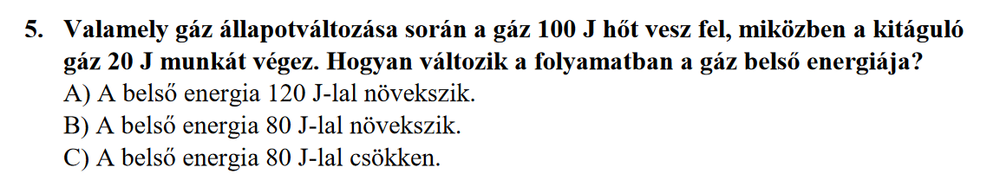 5. Valamely gáz állapotváltozása során a gáz 100 J hőt vesz fel, miközben a kitáguló
gáz 20 J munkát végez. Hogyan változik a folyamatban a gáz belső energiája?
A) A belső energia 120 J-lal növekszik.
B) A belső energia 80 J-lal növekszik.
C) A belső energia 80 J-lal csökken.